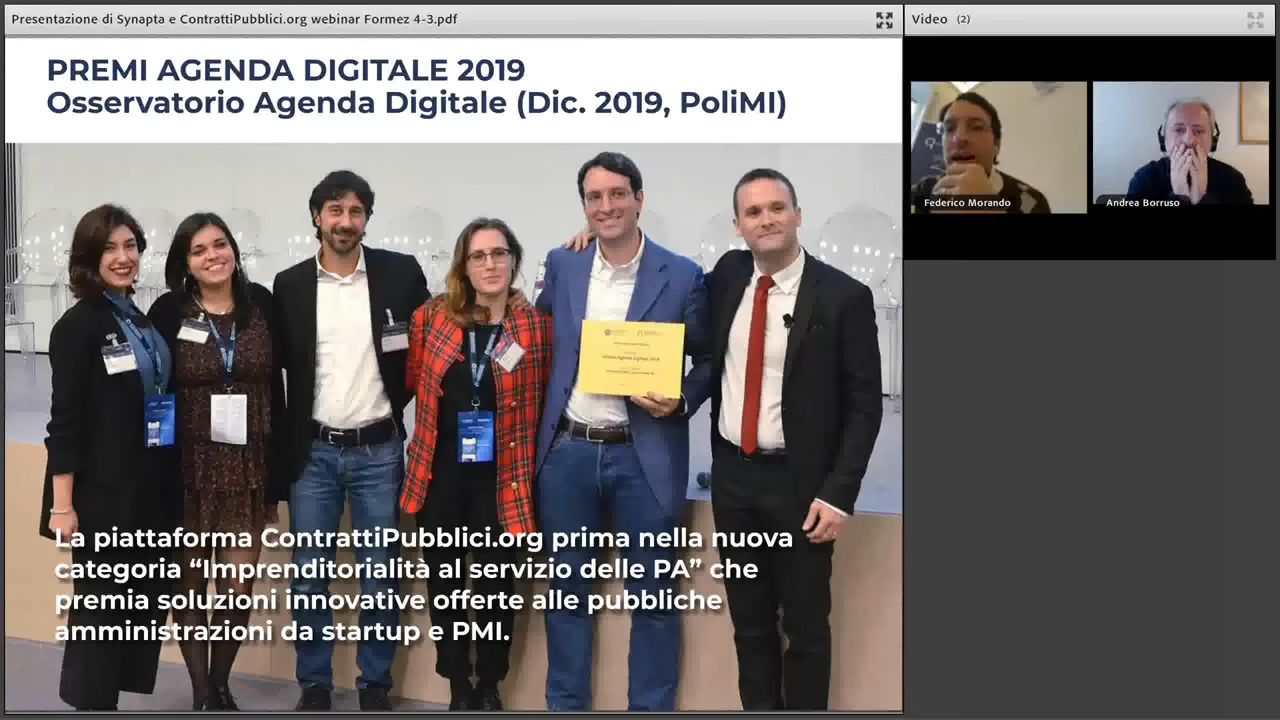 Presentazione di Synapta e ContrattiPubblici.org webinar Formez 4-3.pdf
Video (2)
PREMI AGENDA DIGITALE 2019
Osservatorio Agenda Digitale (Dic. 2019, PoliMI)
Federico Morando
Andrea Borruso
La piattaforma ContrattiPubblici.org prima nella nuova
categoria “Imprenditorialità al servizio delle PA” che
premia soluzioni innovative offerte alle pubbliche
amministrazioni da startup e PMI.